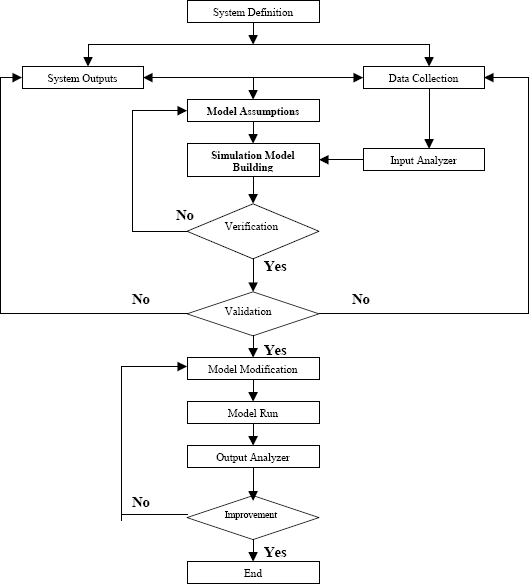 System Definition
System Outputs
Data Collection
Model Assumptions
Simulation Model
Building
Input Analyzer
No
Verification
Yes
No
No
Validation
Yes
Model Modification
Model Run
Output Analyzer
No
Improvement
Yes
End